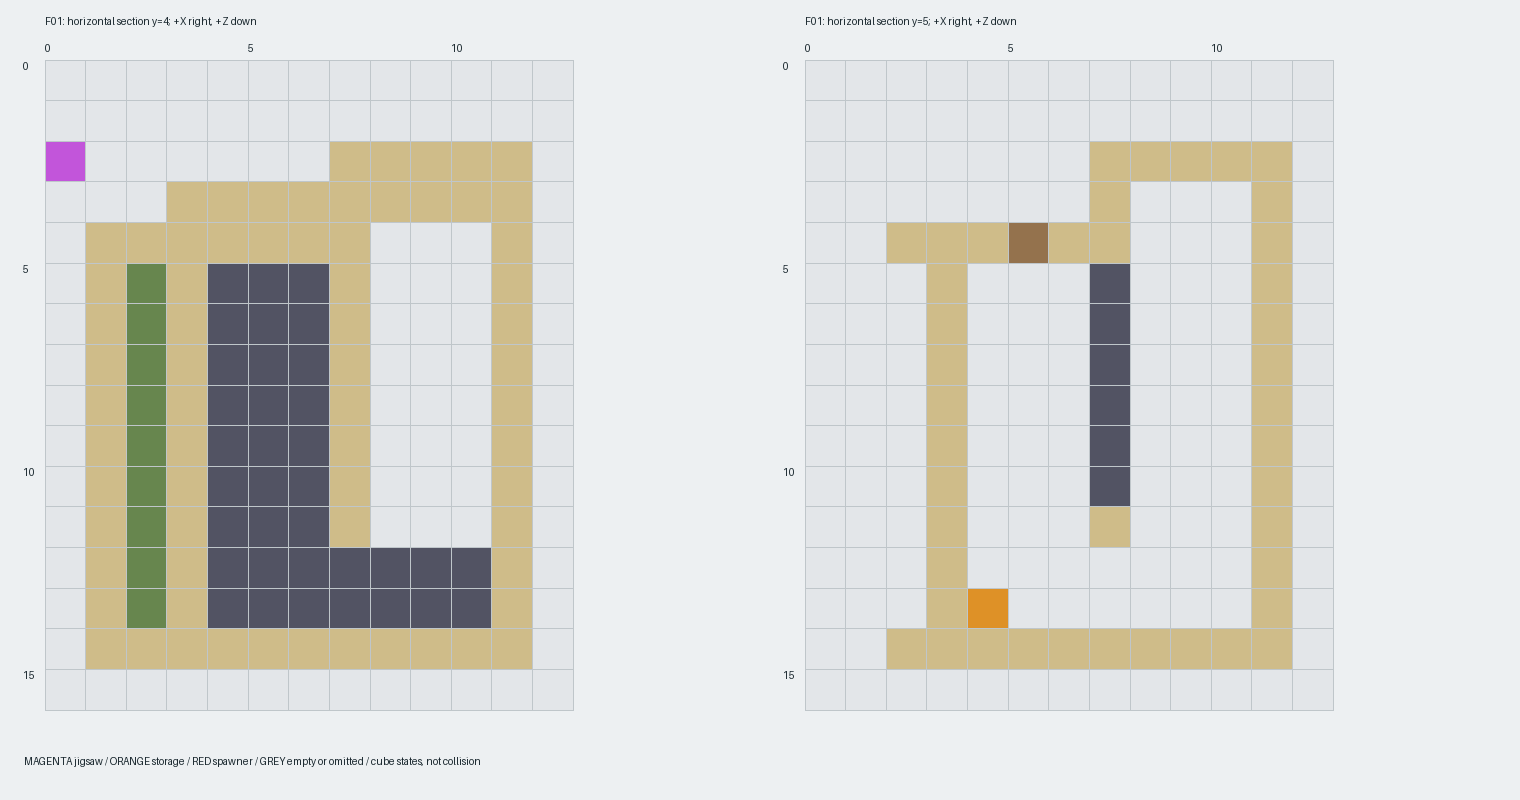 F01: horizontal section y=4; +X right, +Z down
F01: horizontal section y=5; +X right, +Z down
0 5 10
0 5 10
0
0
5
5
10
10
15
15
MAGENTA jigsaw / ORANGE storage / RED spawner / GREY empty or omitted / cube states, not collision